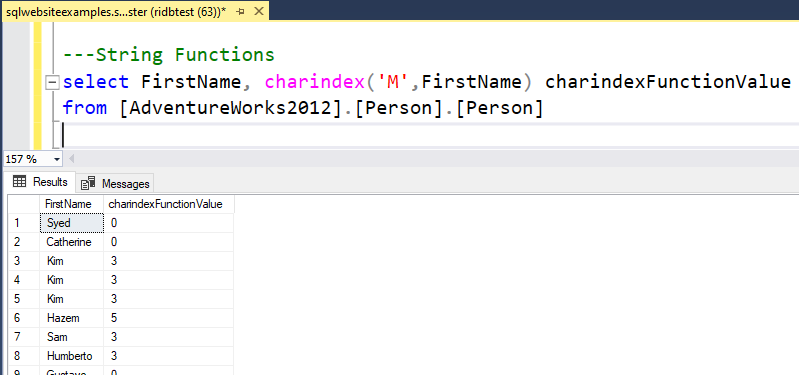 sqlwebsiteexamples.s...ster (ridbtest (63))*
---String Functions
select FirstName, charindex('M',FirstName) charindexFunctionValue
from [AdventureWorks2012].[Person].[Person]
157 %
Results Messages
FirstName charindexFunctionValue
1 Syed 0
2 Catherine 0
3 Kim 3
4 Kim 3
5 Kim 3
6 Hazem 5
7 Sam 3
8 Humberto 3
9 Gustavo 0